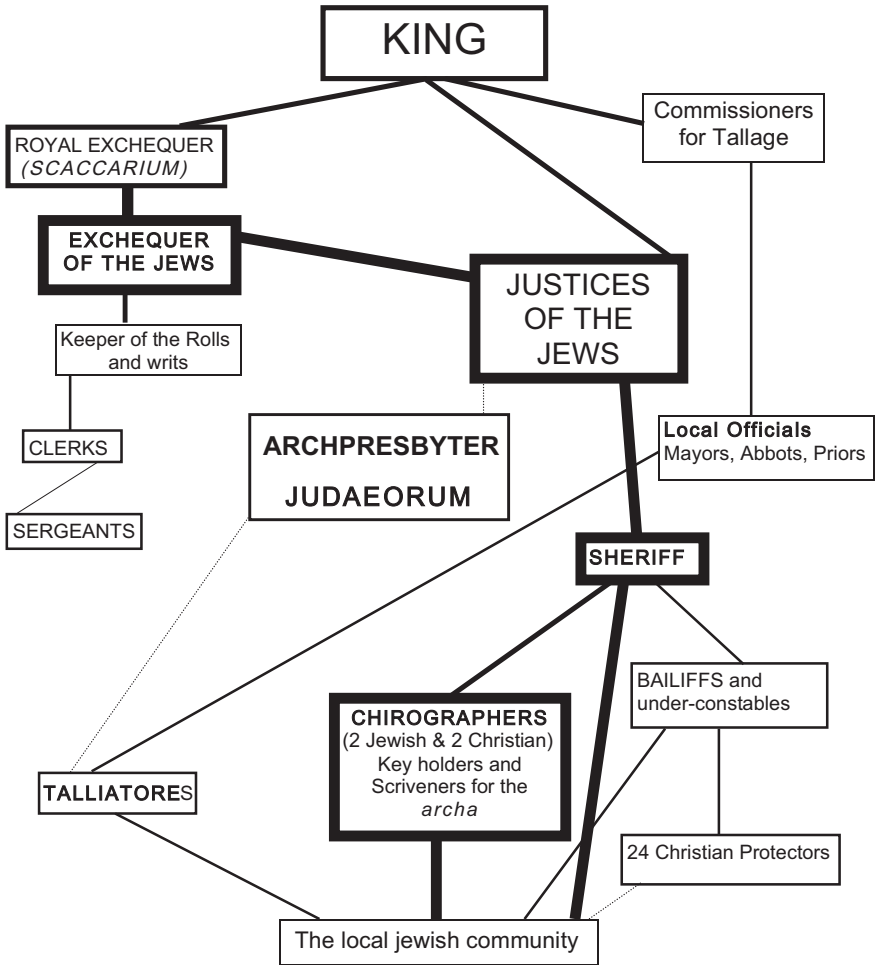 KING
Commissioners
for Tallage
ROYAL EXCHEQUER
(SCACCARIUM)
EXCHEQUER
OF THE JEWS
JUSTICES
OF THE
JEWS
Keeper of the Rolls
and writs
CLERKS
SERGEANTS
ARCHPRESBYTER
JUDAEORUM
Local Officials
Mayors, Abbots, Priors
SHERIFF
BAILIFFS and
under-constables
CHIROGRAPHERS
(2 Jewish & 2 Christian)
Key holders and
Scriveners for the
archa
TALLIATORES
24 Christian Protectors
The local jewish community